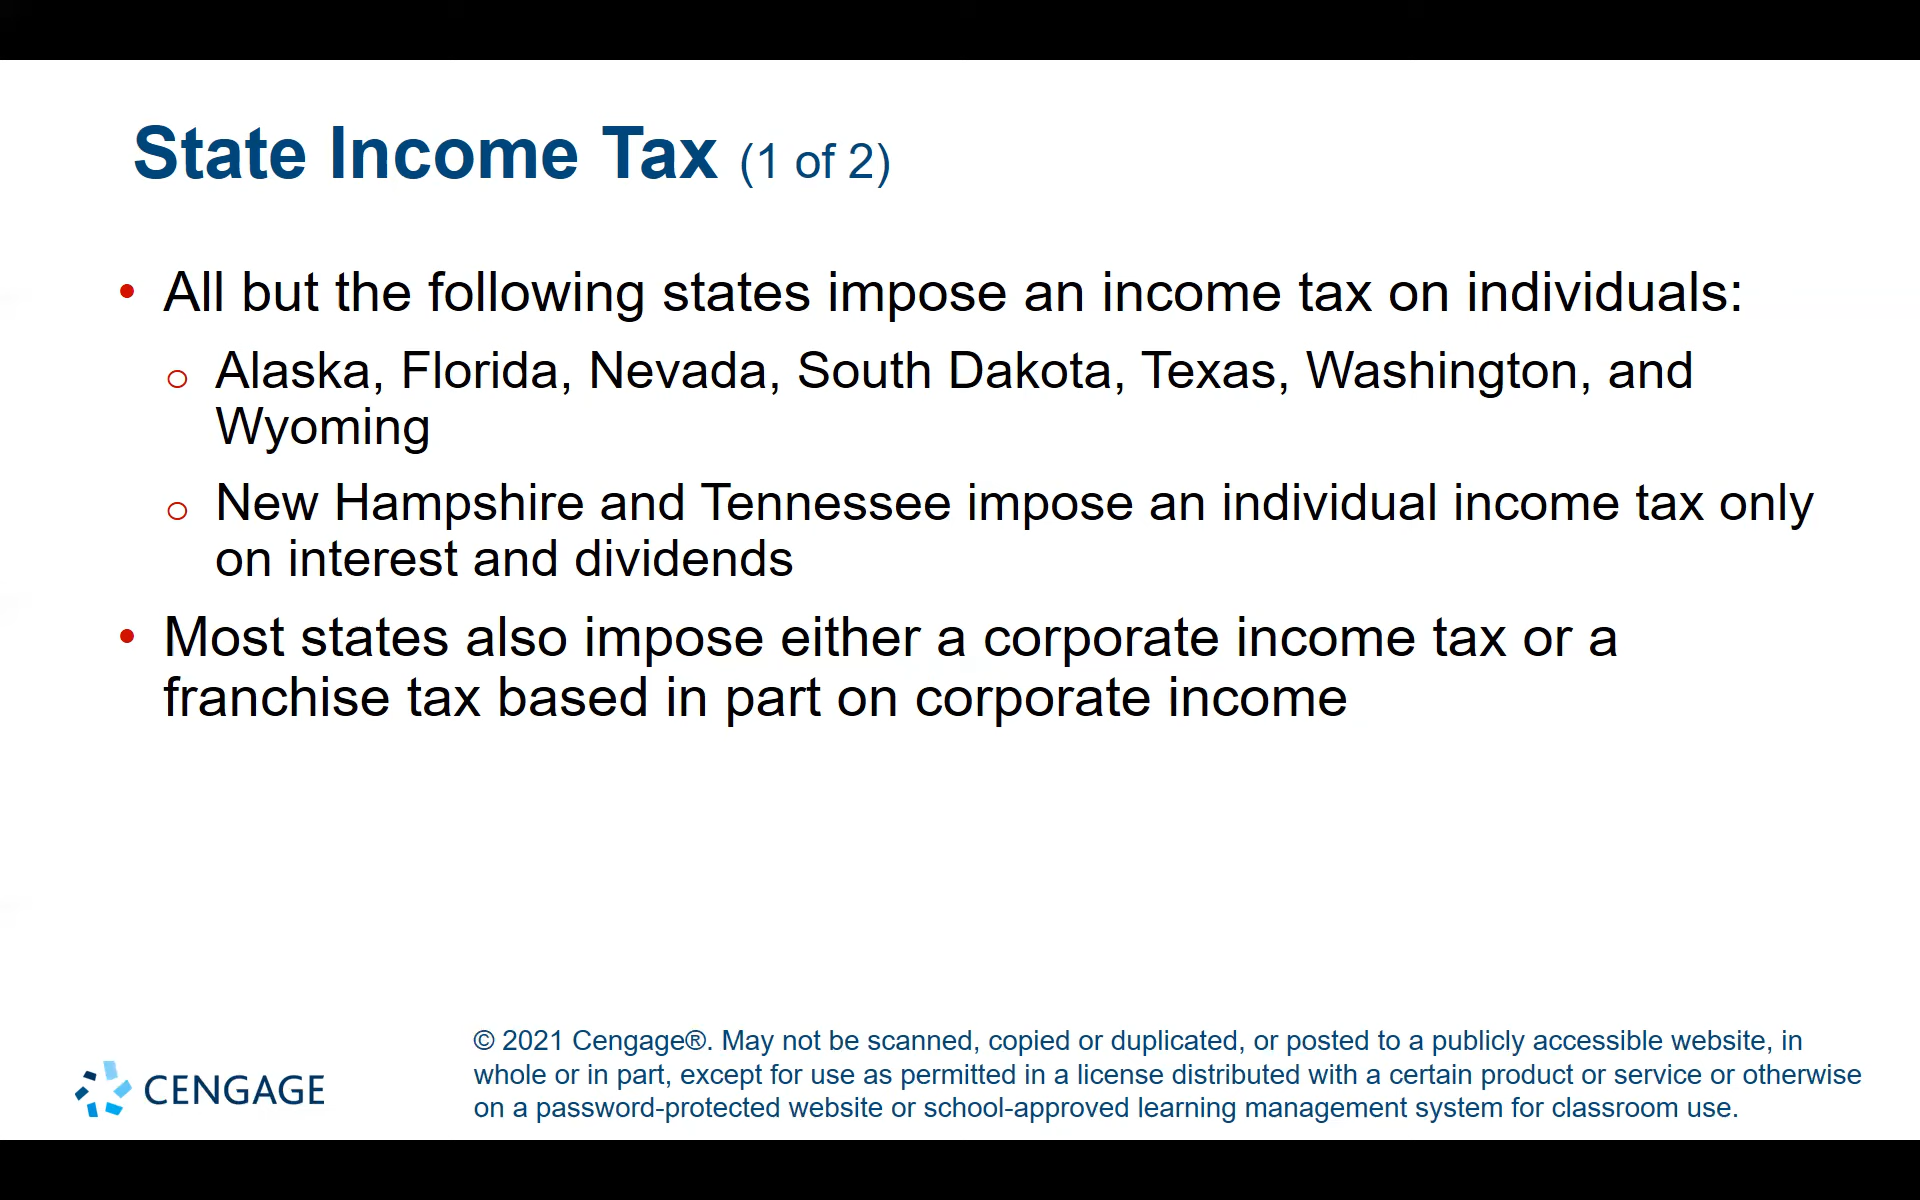 State Income Tax (1 of 2)
• All but the following states impose an income tax on individuals:
o Alaska, Florida, Nevada, South Dakota, Texas, Washington, and
Wyoming
o New Hampshire and Tennessee impose an individual income tax only
on interest and dividends
• Most states also impose either a corporate income tax or a
franchise tax based in part on corporate income
© 2021 Cengage®. May not be scanned, copied or duplicated, or posted to a publicly accessible website, in
whole or in part, except for use as permitted in a license distributed with a certain product or service or otherwise
on a password-protected website or school-approved learning management system for classroom use.
CENGAGE